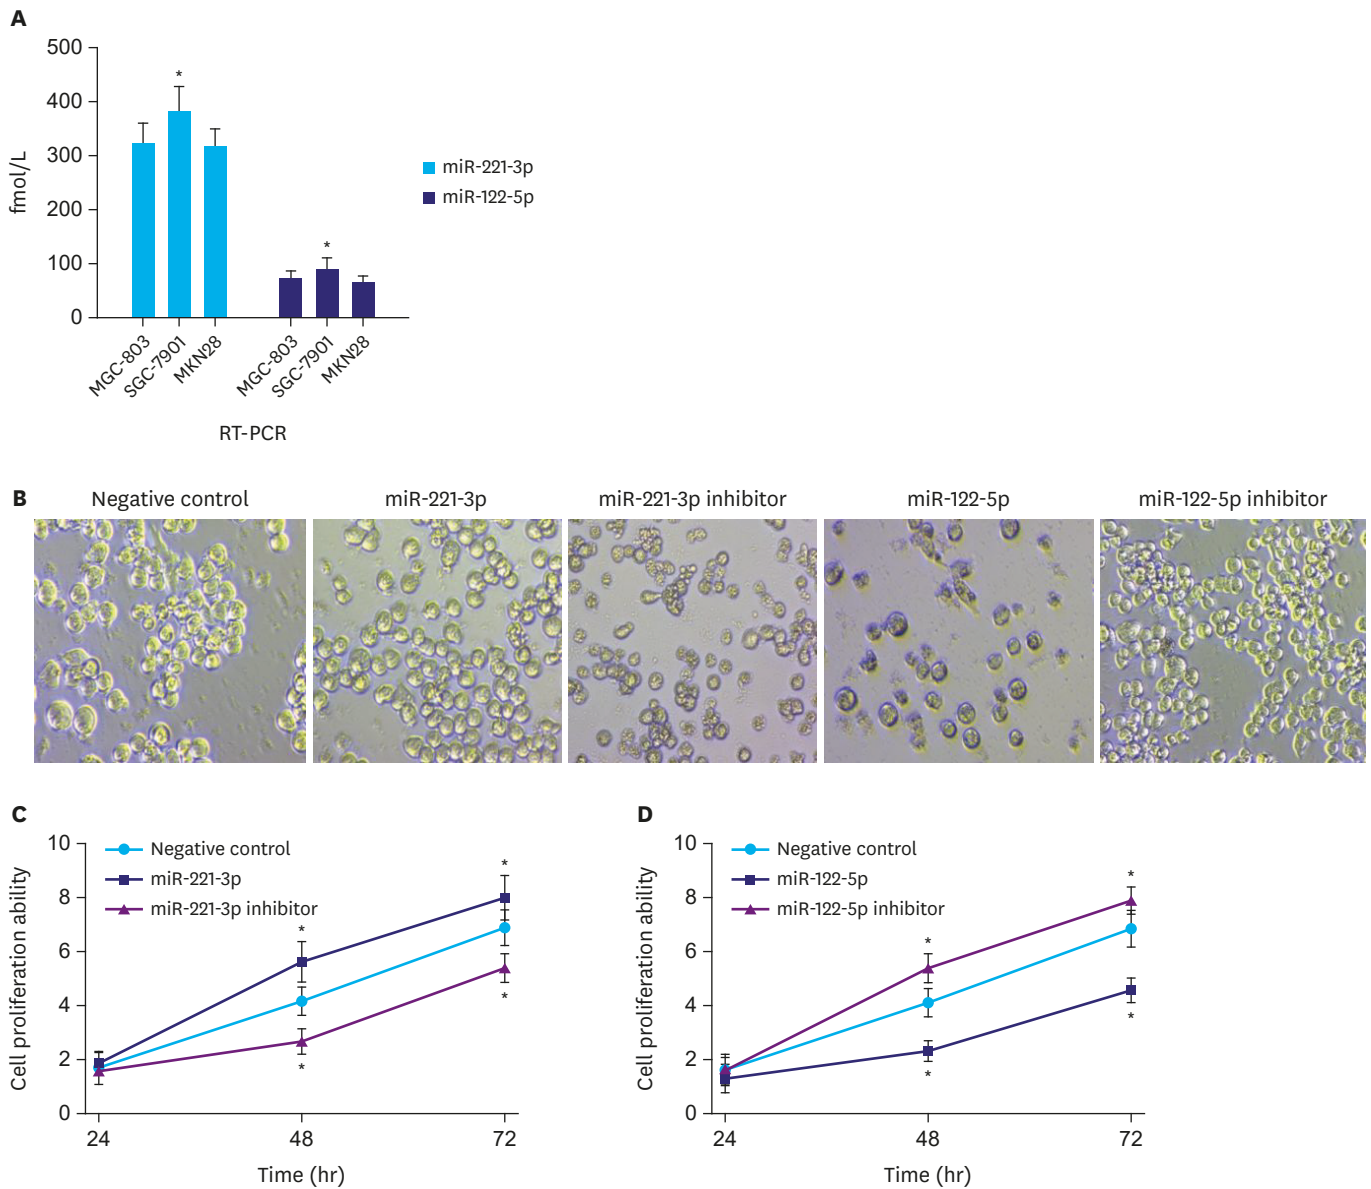 A
500
400
300
200
100
0
fmol/L
*
*
miR-221-3p
miR-122-5p
MGC-803
SGC-7901
MKN28
MGC-803
SGC-7901
MKN28
RT-PCR
B
Negative control
miR-221-3p
miR-221-3p inhibitor
miR-122-5p
miR-122-5p inhibitor
C
10
8
6
4
2
0
Cell proliferation ability
Negative control
miR-221-3p
miR-221-3p inhibitor
*
*
*
*
24
48
72
Time (hr)
D
10
8
6
4
2
0
Cell proliferation ability
Negative control
miR-122-5p
miR-122-5p inhibitor
*
*
*
*
24
48
72
Time (hr)